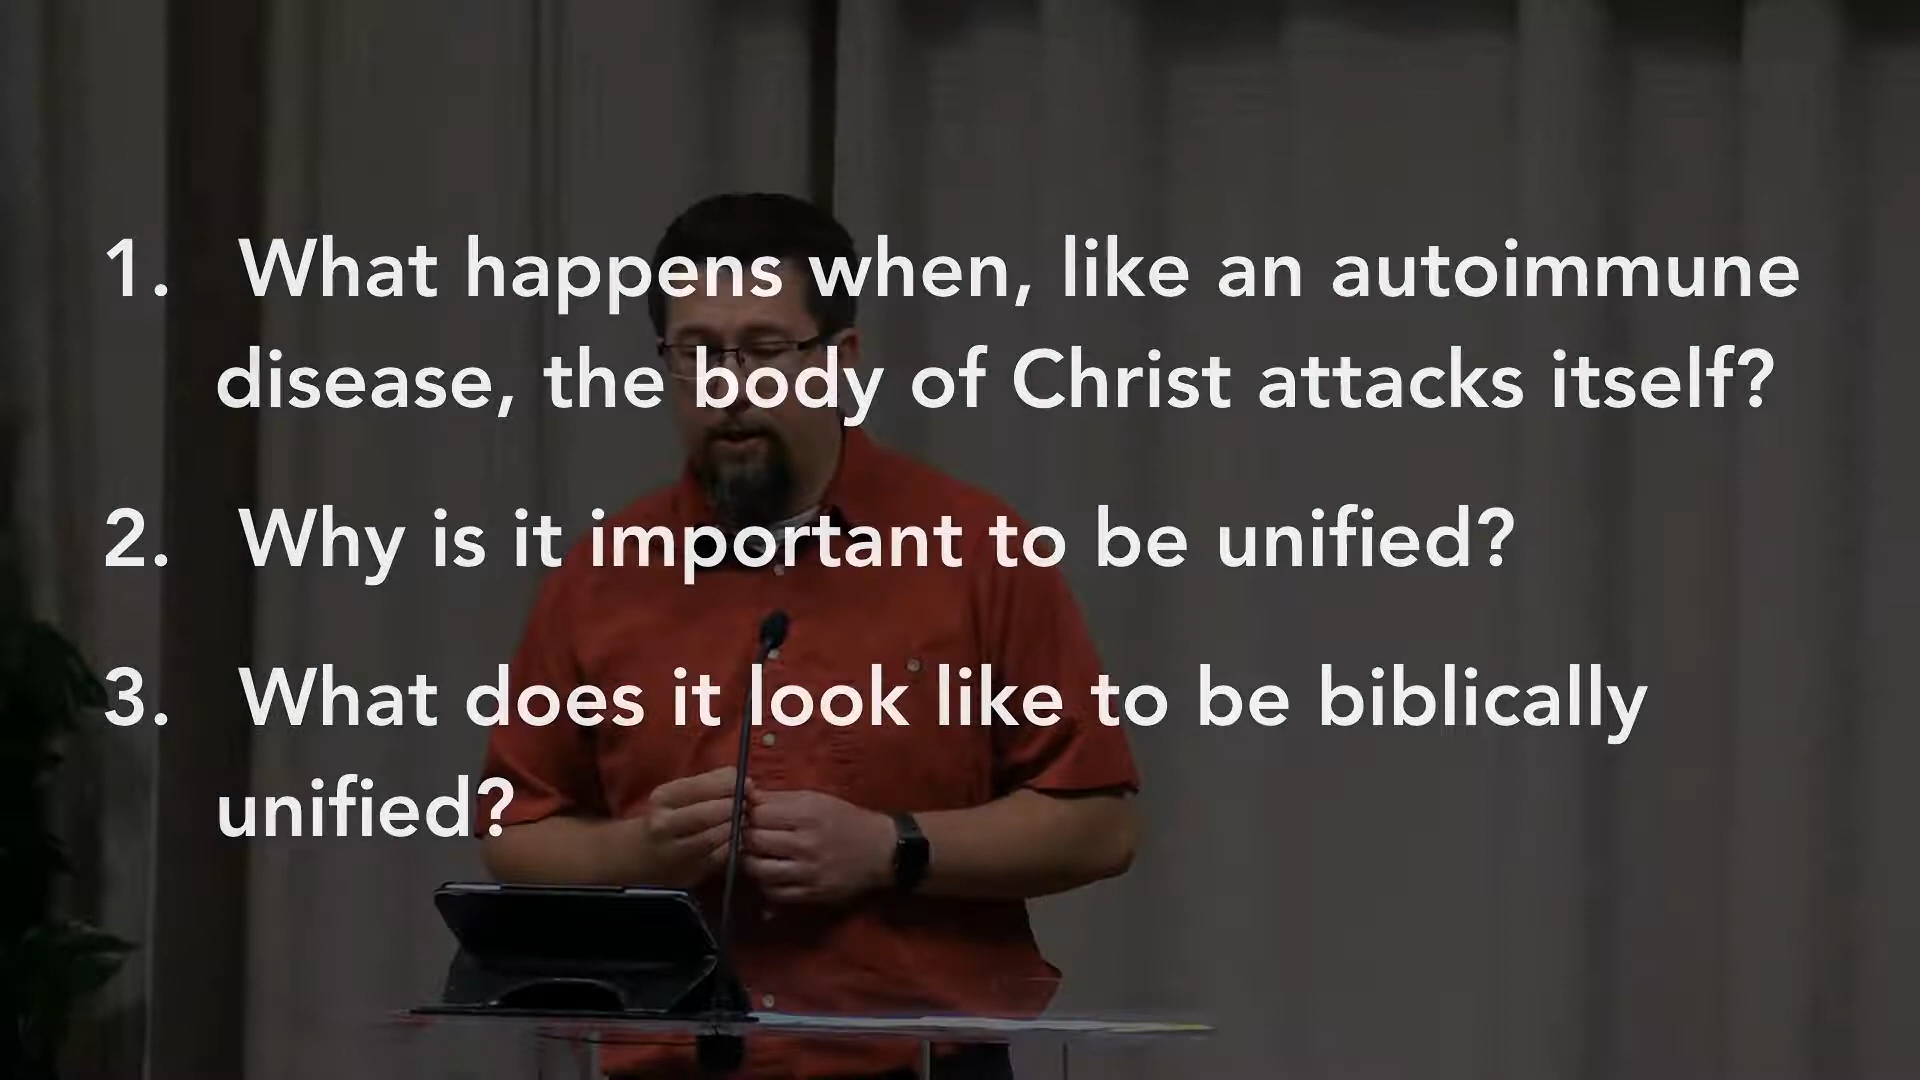 1. What happens when, like an autoimmune
disease, the body of Christ attacks itself?
2. Why is it important to be unified?
3. What does it look like to be biblically
unified?